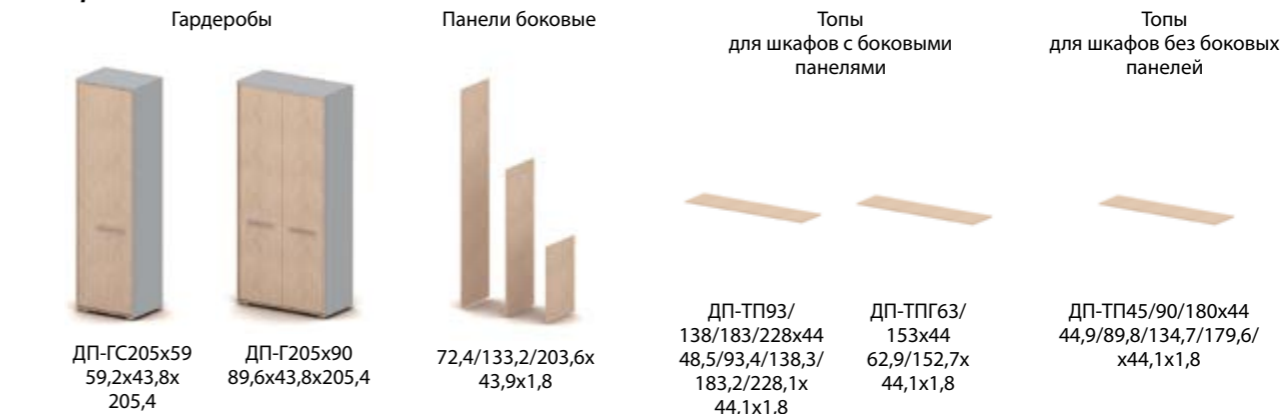 Гардеробы
Панели боковые
Топы
для шкафов с боковыми
панелями
Топы
для шкафов без боковых
панелей
ДП-ГС205х59
59,2х43,8х
205,4
ДП-Г205х90
89,6х43,8х205,4
72,4/133,2/203,6х
43,9х1,8
ДП-ТП93/
138/183/228х44
48,5/93,4/138,3/
183,2/228,1х
44,1х1,8
ДП-ТПГ63/
153х44
62,9/152,7х
44,1х1,8
ДП-ТП45/90/180х44
44,9/89,8/134,7/179,6/
х44,1х1,8